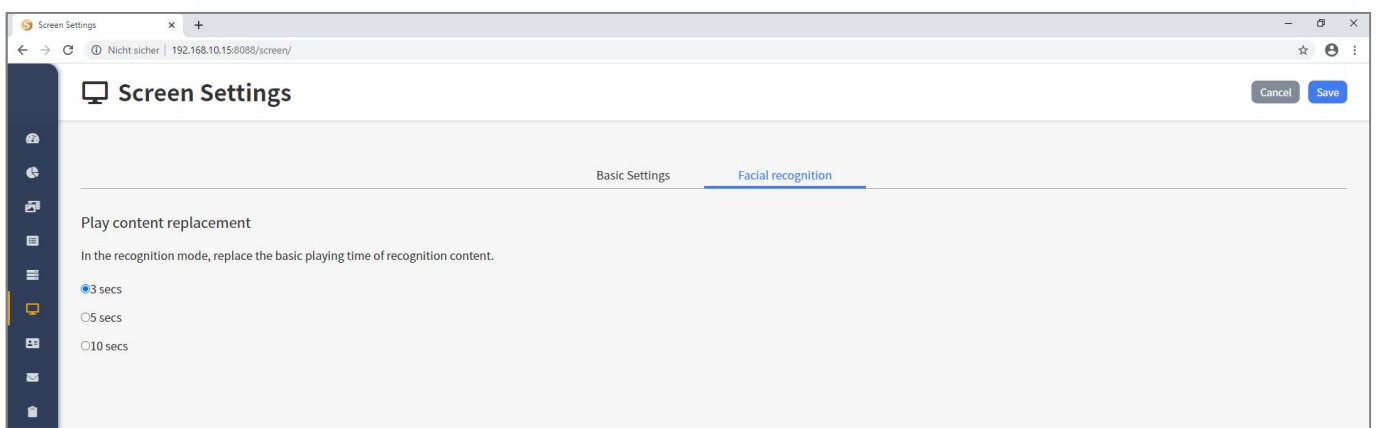 Screen Settings
Nicht sicher | 192.168.10.15:8088/screen/
Screen Settings
Cancel
Save
Basic Settings
Facial recognition
Play content replacement
In the recognition mode, replace the basic playing time of recognition content.
3 secs
5 secs
10 secs